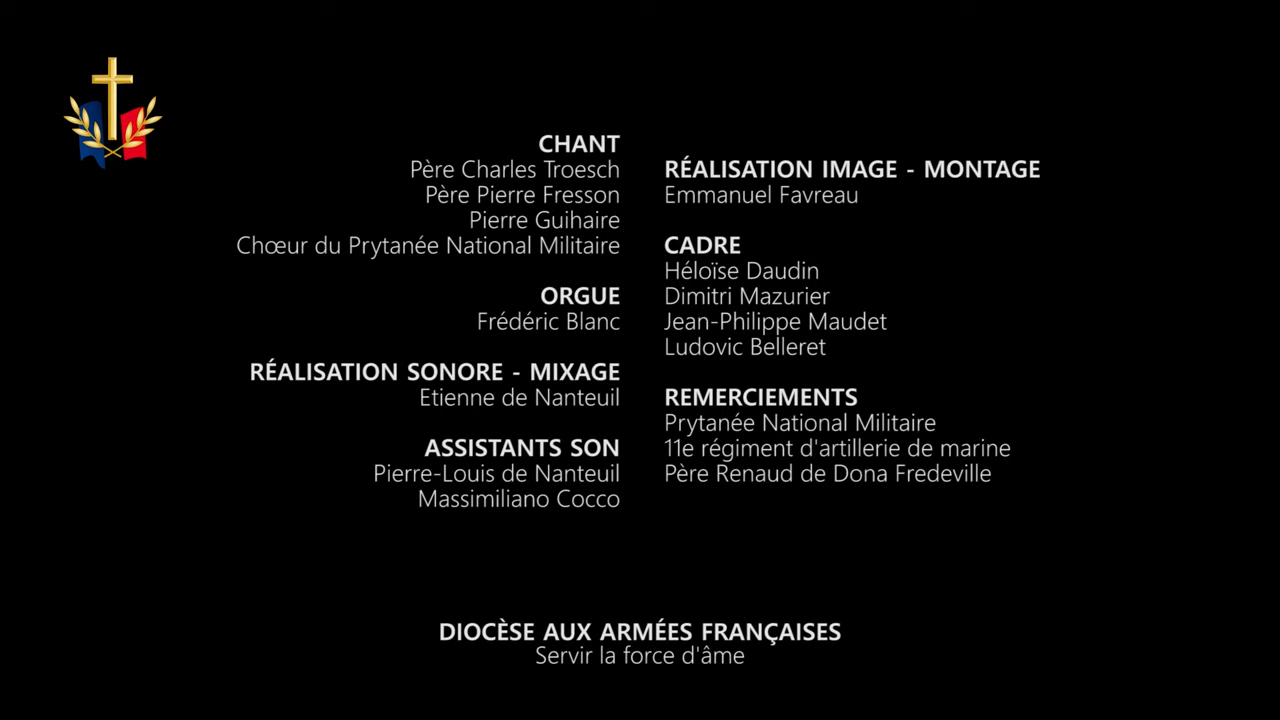 CHANT
Père Charles Troesch
Père Pierre Fresson
Pierre Guihaire
Chœur du Prytanée National Militaire
ORGUE
Frédéric Blanc
RÉALISATION SONORE - MIXAGE
Etienne de Nanteuil
ASSISTANTS SON
Pierre-Louis de Nanteuil
Massimiliano Cocco
RÉALISATION IMAGE - MONTAGE
Emmanuel Favreau
CADRE
Héloïse Daudin
Dimitri Mazurier
Jean-Philippe Maudet
Ludovic Belleret
REMERCIEMENTS
Prytanée National Militaire
11e régiment d'artillerie de marine
Père Renaud de Dona Fredeville
DIOCÈSE AUX ARMÉES FRANÇAISES
Servir la force d'âme